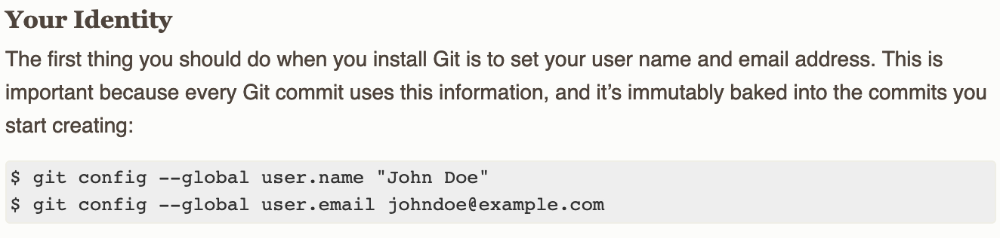 Your Identity
The first thing you should do when you install Git is to set your user name and email address. This is
important because every Git commit uses this information, and it’s immutably baked into the commits you
start creating:
$ git config --global user.name "John Doe"
$ git config --global user.email johndoe@example.com